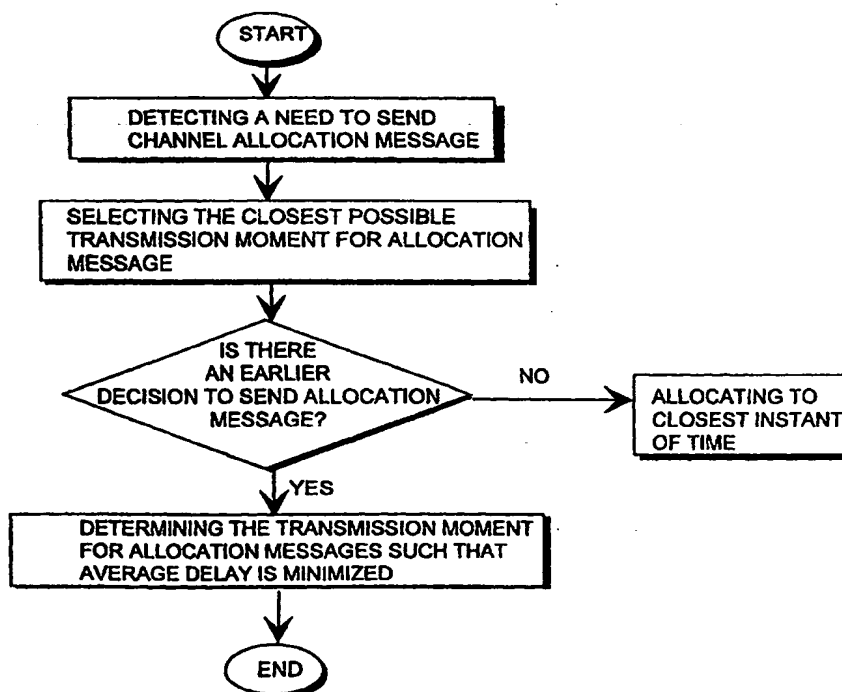 START
DETECTING A NEED TO SEND
CHANNEL ALLOCATION MESSAGE
SELECTING THE CLOSEST POSSIBLE
TRANSMISSION MOMENT FOR ALLOCATION
MESSAGE
IS THERE
AN EARLIER
DECISION TO SEND ALLOCATION
MESSAGE?
NO
ALLOCATING TO
CLOSEST INSTANT
OF TIME
YES
DETERMINING THE TRANSMISSION MOMENT
FOR ALLOCATION MESSAGES SUCH THAT
AVERAGE DELAY IS MINIMIZED
END